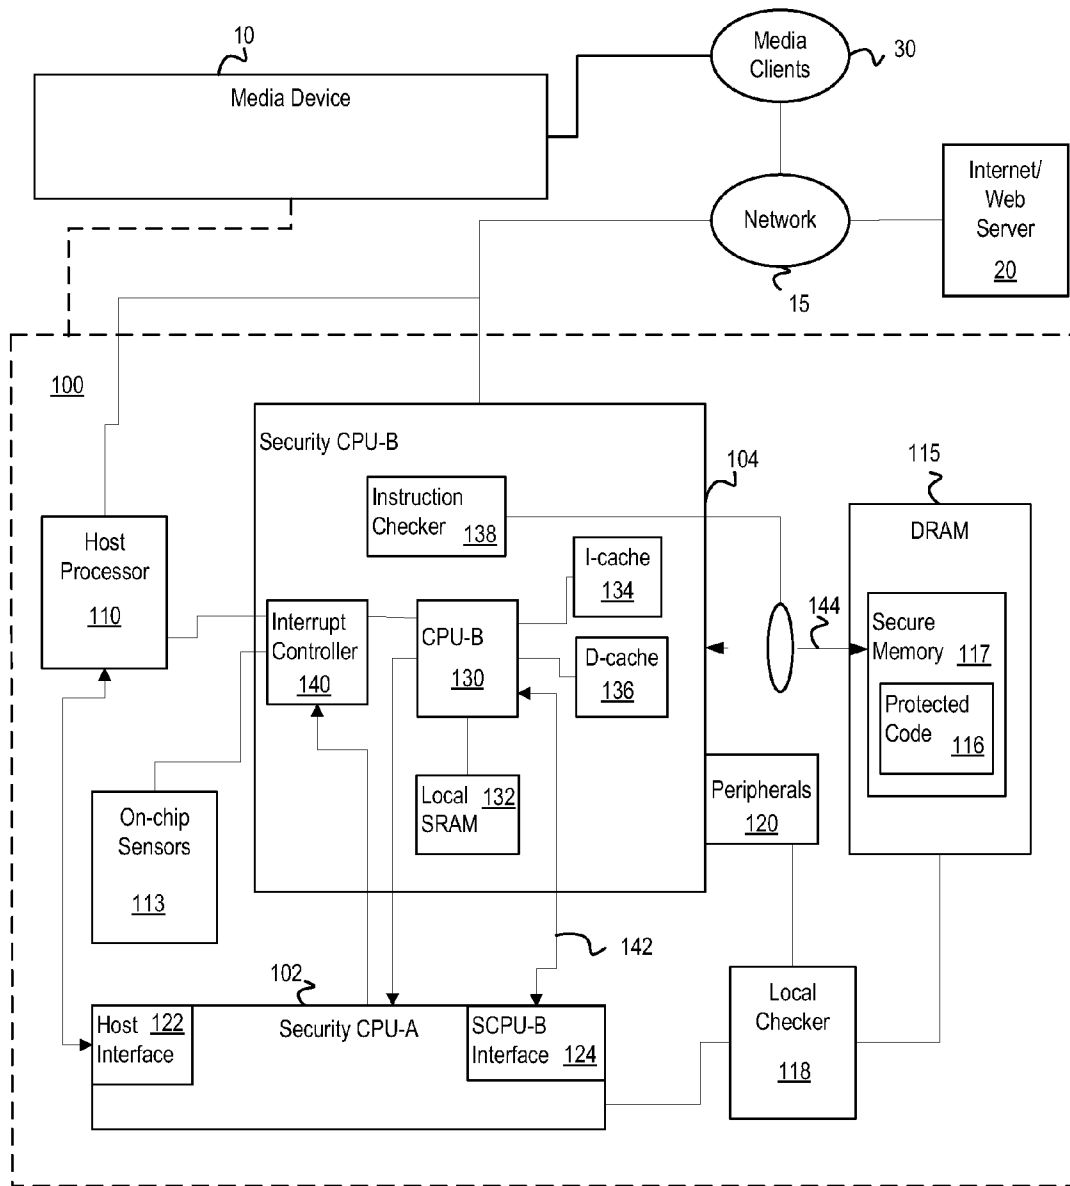 10
Media Device
Media
Clients
30
Network
15
Internet/
Web
Server
20
100
Security CPU-B
104
115
Instruction
Checker
138
Host
Processor
110
I-cache
134
DRAM
Interrupt
Controller
140
CPU-B
130
D-cache
136
144
Secure
Memory
117
Protected
Code
116
Local
SRAM
132
Peripherals
120
On-chip
Sensors
113
142
102
Host
Interface
122
Security CPU-A
SCPU-B
Interface
124
Local
Checker
118